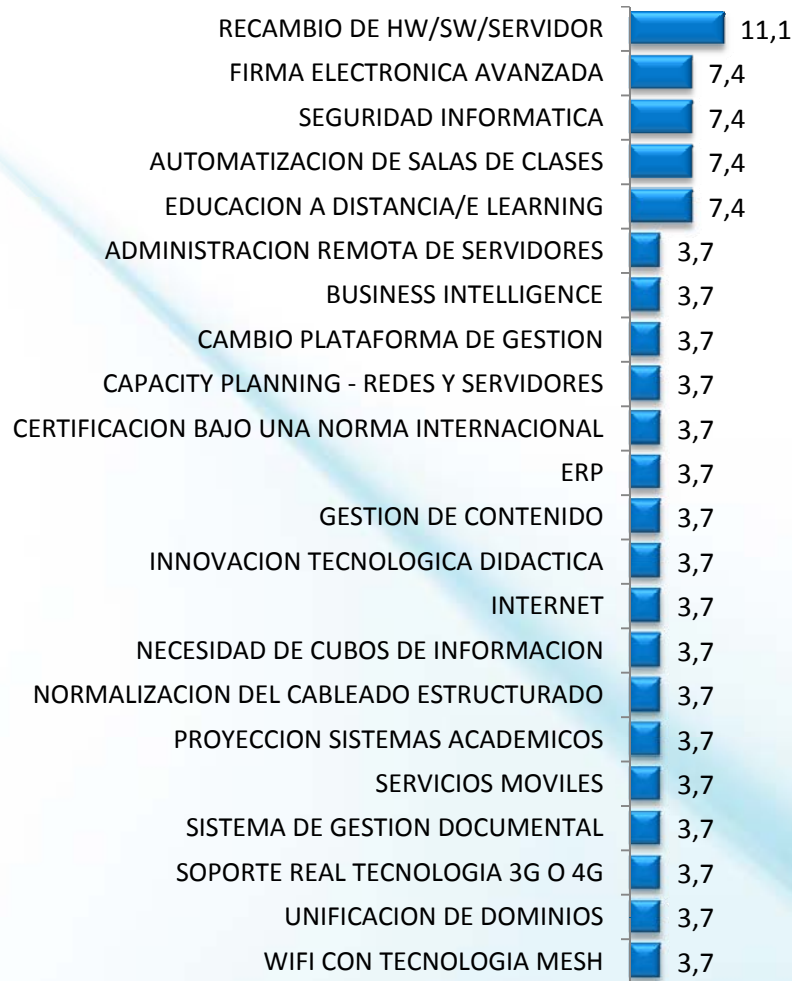 RECAMBIO DE HW/SW/SERVIDOR 11,1
FIRMA ELECTRONICA AVANZADA 7,4
SEGURIDAD INFORMATICA 7,4
AUTOMATIZACION DE SALAS DE CLASES 7,4
EDUCACION A DISTANCIA/E LEARNING 7,4
ADMINISTRACION REMOTA DE SERVIDORES 3,7
BUSINESS INTELLIGENCE 3,7
CAMBIO PLATAFORMA DE GESTION 3,7
CAPACITY PLANNING - REDES Y SERVIDORES 3,7
CERTIFICACION BAJO UNA NORMA INTERNACIONAL 3,7
ERP 3,7
GESTION DE CONTENIDO 3,7
INNOVACION TECNOLOGICA DIDACTICA 3,7
INTERNET 3,7
NECESIDAD DE CUBOS DE INFORMACION 3,7
NORMALIZACION DEL CABLEADO ESTRUCTURADO 3,7
PROYECCION SISTEMAS ACADEMICOS 3,7
SERVICIOS MOVILES 3,7
SISTEMA DE GESTION DOCUMENTAL 3,7
SOPORTE REAL TECNOLOGIA 3G O 4G 3,7
UNIFICACION DE DOMINIOS 3,7
WIFI CON TECNOLOGIA MESH 3,7